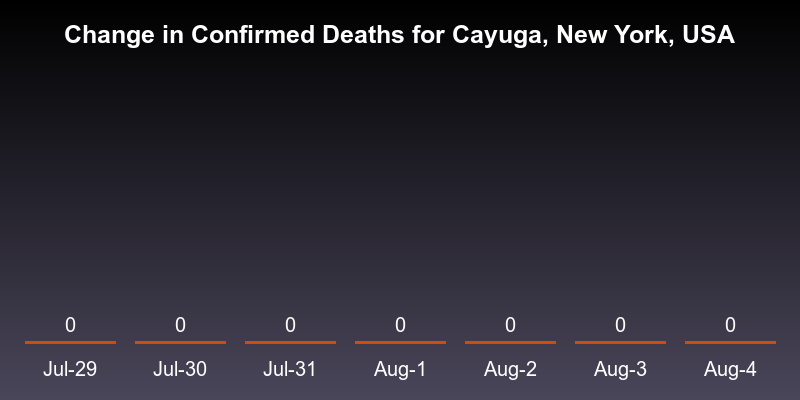 Change in Confirmed Deaths for Cayuga, New York, USA
0 0 0 0 0 0 0
Jul-29 Jul-30 Jul-31 Aug-1 Aug-2 Aug-3 Aug-4